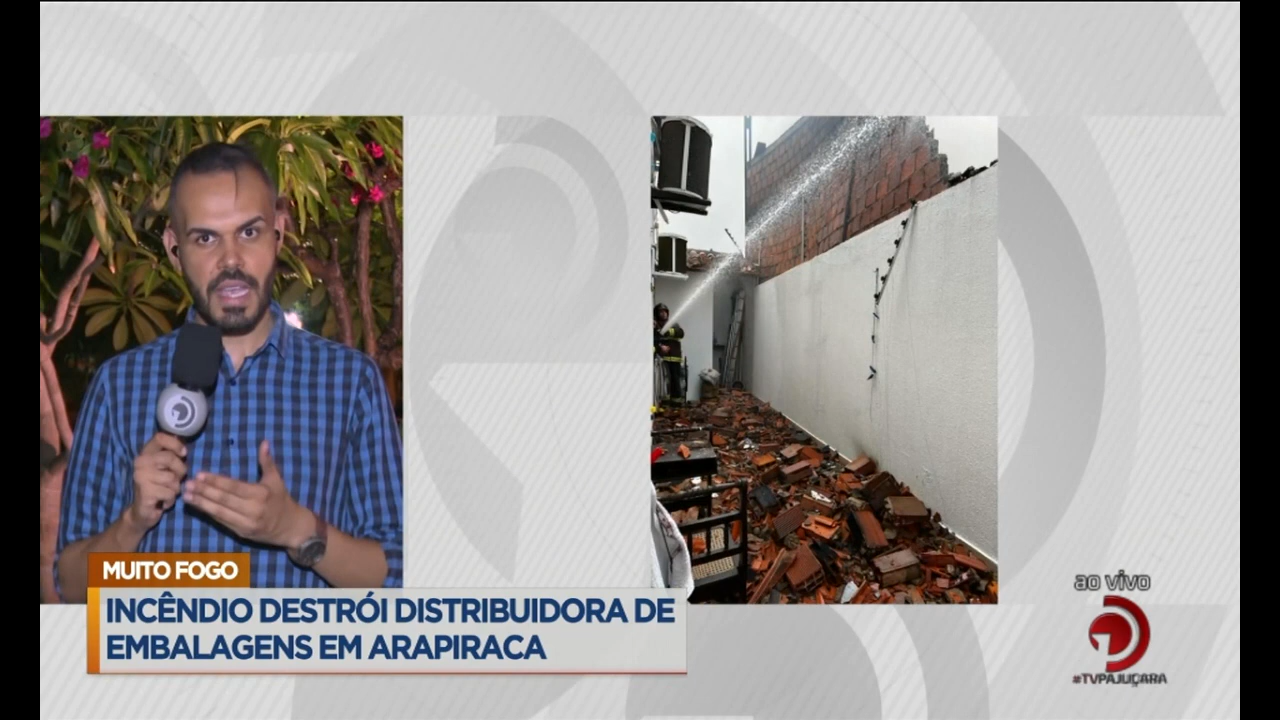 MUITO FOGO
INCÊNDIO DESTRÓI DISTRIBUIDORA DE
EMBALAGENS EM ARAPIRACA
ao vivo
#TVPAJUÇARA